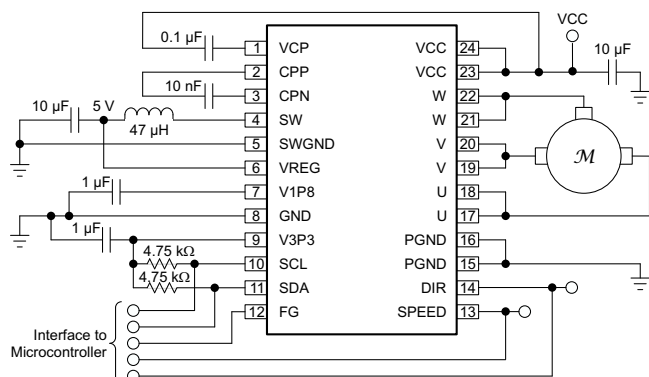 VCC
0.1 µF
1 VCP VCC 24
10 µF
2 CPP VCC 23
10 nF
3 CPN W 22
10 µF 5 V
47 µH
4 SW W 21
5 SWGND V 20
M
6 VREG V 19
1 µF
7 V1P8 U 18
8 GND U 17
1 µF
9 V3P3 PGND 16
4.75 kΩ
10 SCL PGND 15
4.75 kΩ
11 SDA DIR 14
12 FG SPEED 13
Interface to
Microcontroller